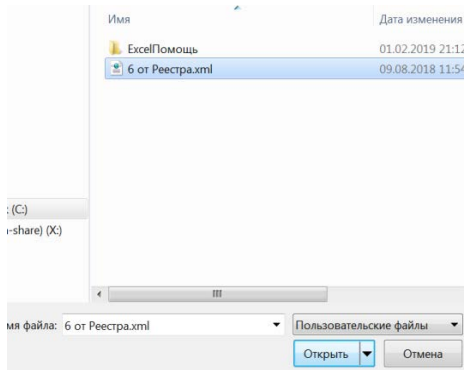 Имя Дата изменения
ExcelПомощь 01.02.2019 21:12
6 от Реестра.xml 09.08.2018 11:54
(C:)
-share) (X:)
мя файла: 6 от Реестра.xml Пользовательские файлы
Открыть Отмена